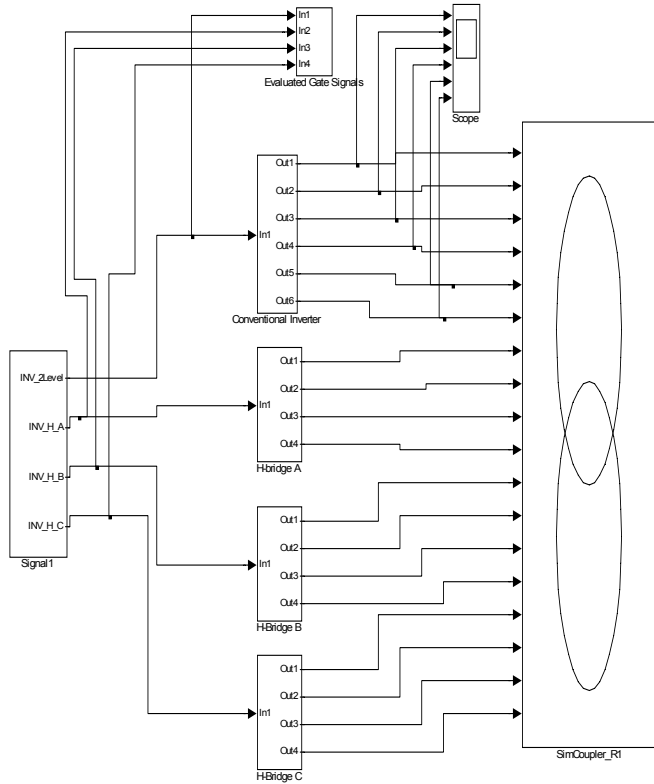 In1
In2
In3
In4
Evaluated Gate Signals
Scope
Out1
Out2
Out3
Out4
Out5
Out6
In1
Conventional Inverter
INV_2Level
INV_H_A
INV_H_B
INV_H_C
Signal1
Out1
Out2
Out3
Out4
In1
H-bridge A
Out1
Out2
Out3
Out4
In1
H-Bridge B
Out1
Out2
Out3
Out4
In1
H-Bridge C
SimCoupler_R1